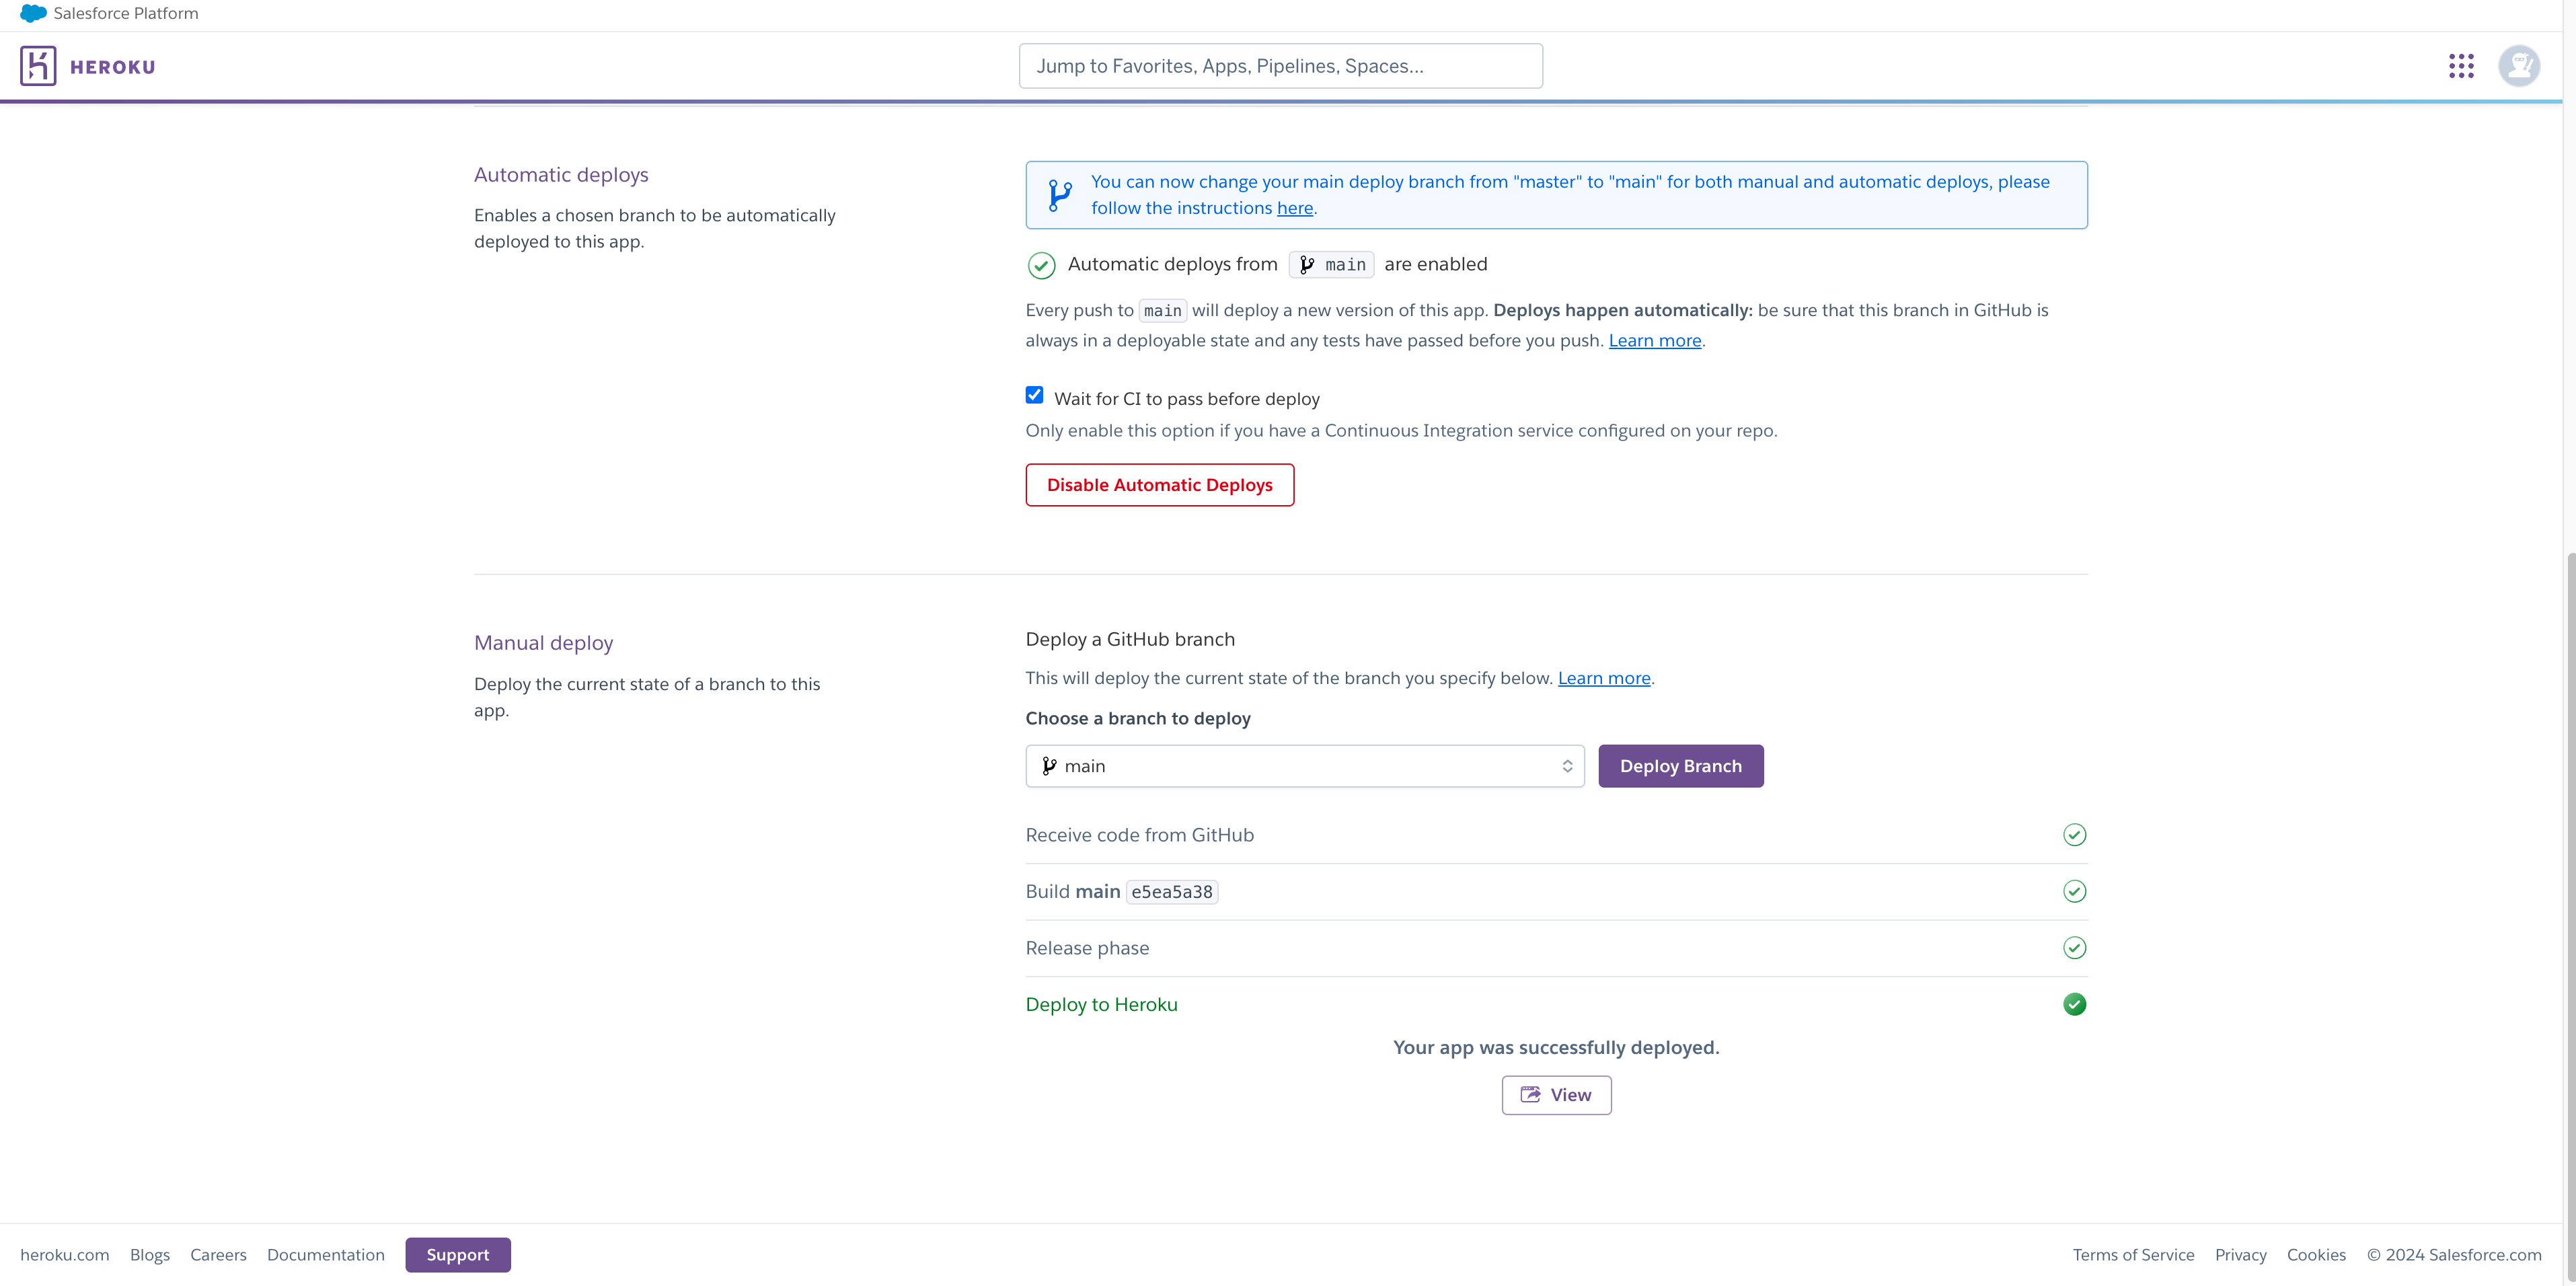 Salesforce Platform
HEROKU
Jump to Favorites, Apps, Pipelines, Spaces...
Automatic deploys
Enables a chosen branch to be automatically
deployed to this app.
You can now change your main deploy branch from "master" to "main" for both manual and automatic deploys, please
follow the instructions here.
Automatic deploys from main are enabled
Every push to main will deploy a new version of this app. Deploys happen automatically: be sure that this branch in GitHub is
always in a deployable state and any tests have passed before you push. Learn more.
Wait for CI to pass before deploy
Only enable this option if you have a Continuous Integration service configured on your repo.
Disable Automatic Deploys
Manual deploy
Deploy the current state of a branch to this
app.
Deploy a GitHub branch
This will deploy the current state of the branch you specify below. Learn more.
Choose a branch to deploy
main
Deploy Branch
Receive code from GitHub
Build main e5ea5a38
Release phase
Deploy to Heroku
Your app was successfully deployed.
View
heroku.com Blogs Careers Documentation Support
Terms of Service Privacy Cookies © 2024 Salesforce.com